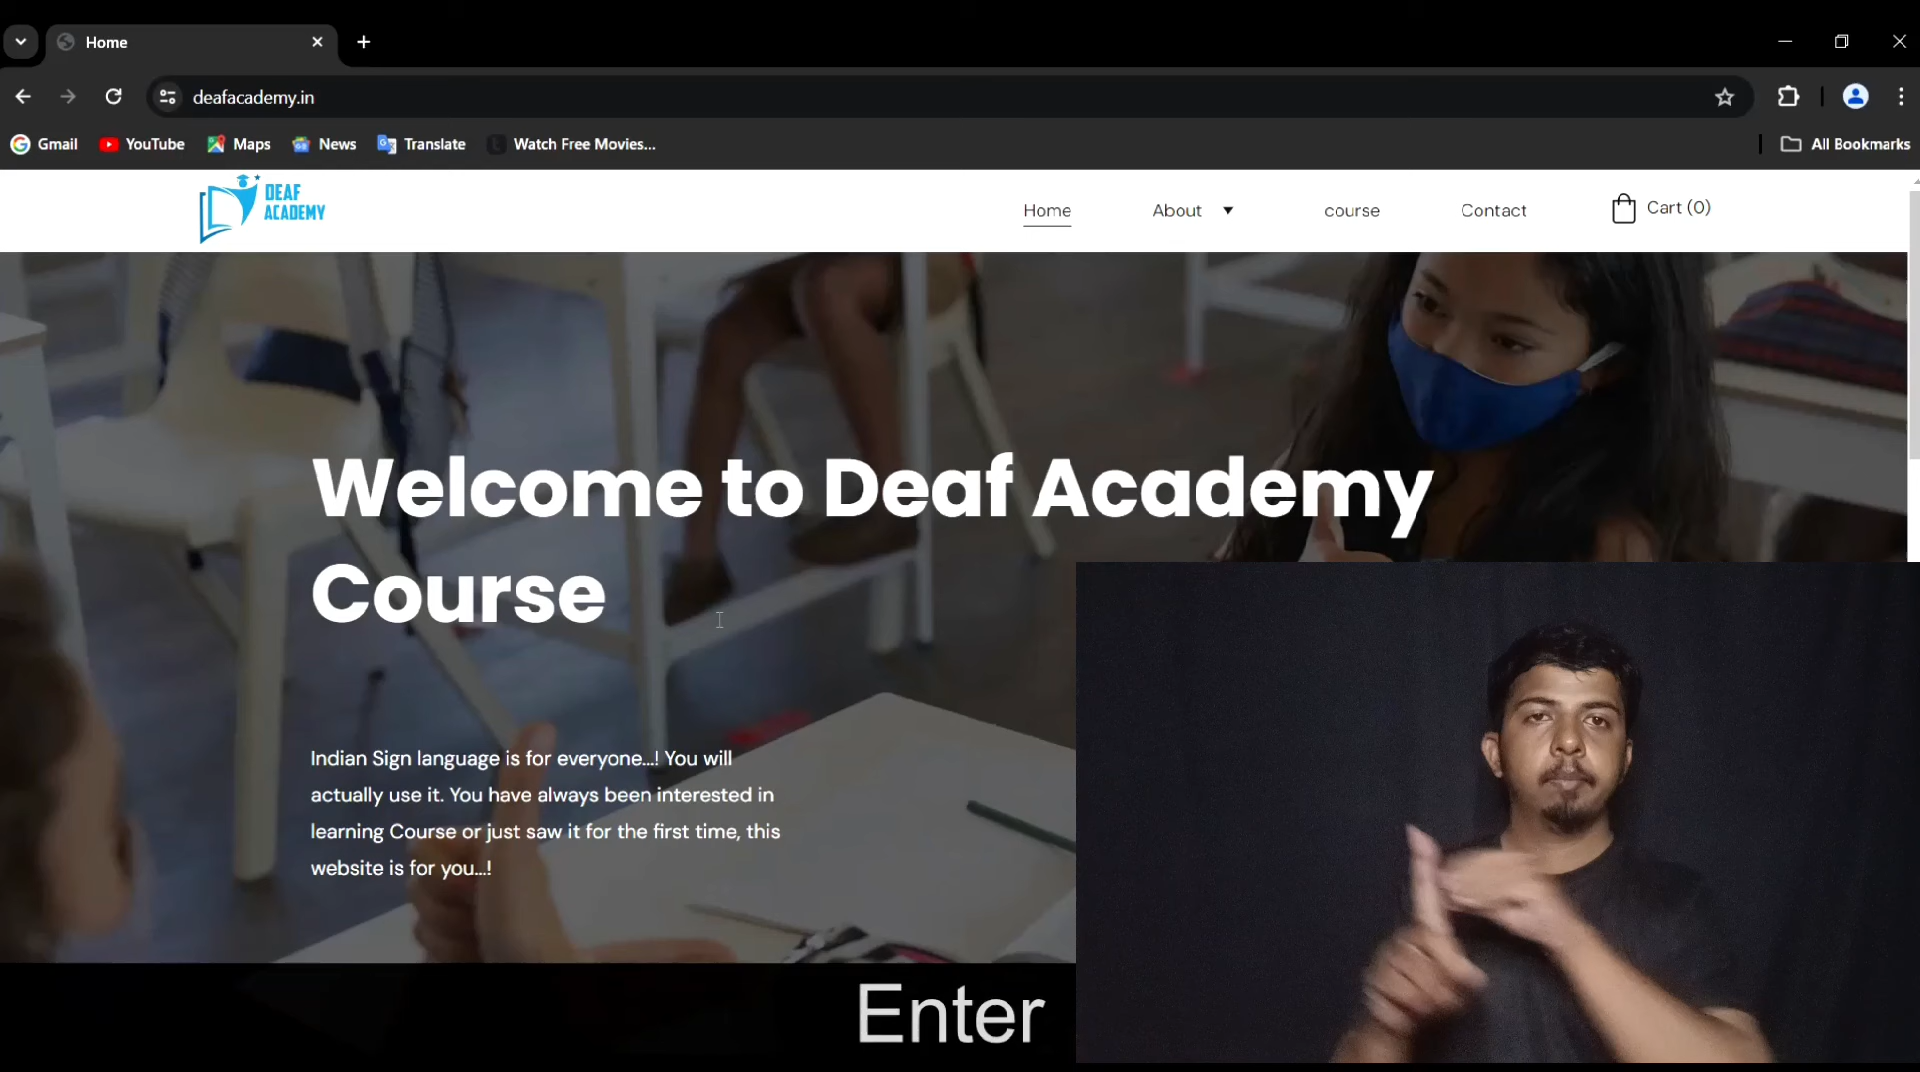 Home
deafacademy.in
Gmail YouTube Maps News Translate Watch Free Movies... All Bookmarks
DEAF
ACADEMY
Home About course Contact Cart (0)
Welcome to Deaf Academy
Course
Indian Sign language is for everyone...! You will
actually use it. You have always been interested in
learning Course or just saw it for the first time, this
website is for you...!
Enter